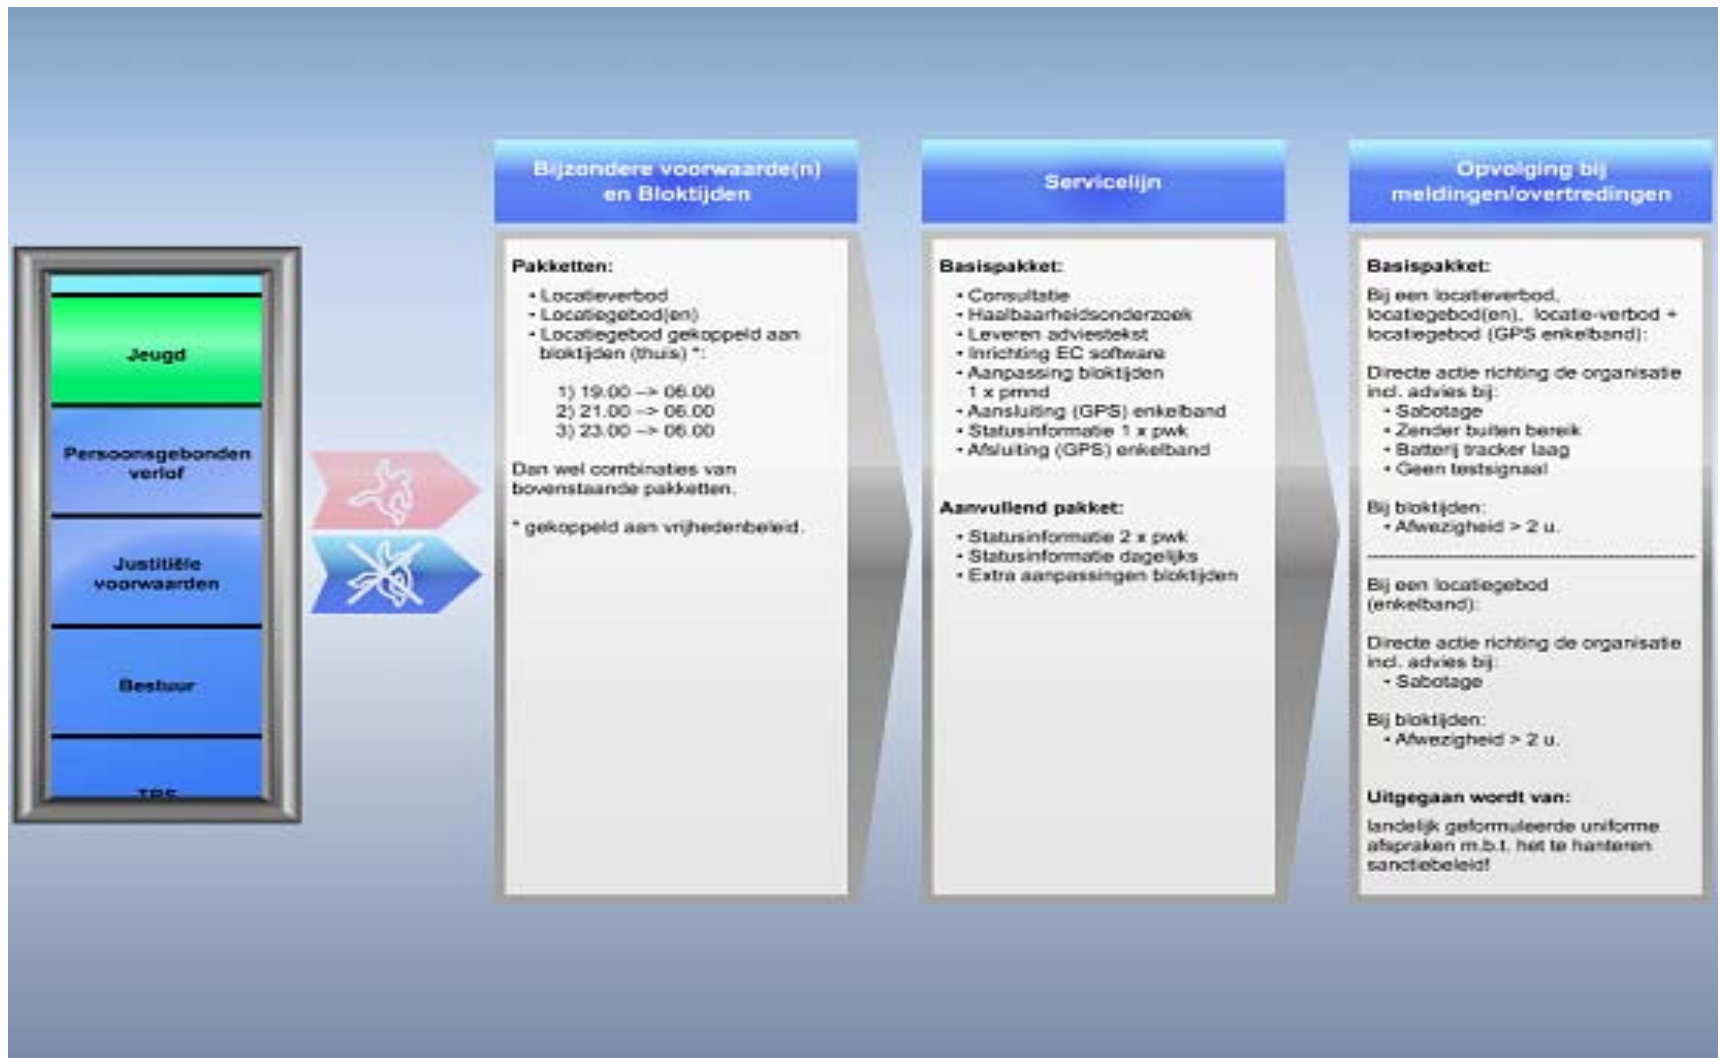 Jeugd
Persoonsgebonden
verlof
Justitiële
voorwaarden
Bestuur
TBS
Bijzondere voorwaarde(n)
en Bloktijden
Pakketten:
• Locatieverbod
• Locatiegebod(en)
• Locatiegebod gekoppeld aan
bloktijden (thuis) *:
1) 19.00 --> 06.00
2) 21.00 --> 06.00
3) 23.00 --> 06.00
Dan wel combinaties van
bovenstaande pakketten.
* gekoppeld aan vrijhedenbeleid.
Servicelijn
Basispakket:
• Consultatie
• Haalbaarheidsonderzoek
• Leveren adviestekst
• Inrichting EC software
• Aanpassing bloktijden
1 x pmnd
• Aansluiting (GPS) enkelband
• Statusinformatie 1 x pwk
• Afsluiting (GPS) enkelband
Aanvullend pakket:
• Statusinformatie 2 x pwk
• Statusinformatie dagelijks
• Extra aanpassingen bloktijden
Opvolging bij
meldingen/overtredingen
Basispakket:
Bij een locatieverbod,
locatiegebod(en), locatie-verbod +
locatiegebod (GPS enkelband):
Directe actie richting de organisatie
incl. advies bij:
• Sabotage
• Zender buiten bereik
• Batterij tracker laag
• Geen testsignaal
Bij bloktijden:
• Afwezigheid > 2 u.
Bij een locatiegebod
(enkelband):
Directe actie richting de organisatie
incl. advies bij:
• Sabotage
Bij bloktijden:
• Afwezigheid > 2 u.
Uitgegaan wordt van:
landelijk geformuleerde uniforme
afspraken m.b.t. het te hanteren
sanctiebeleid!